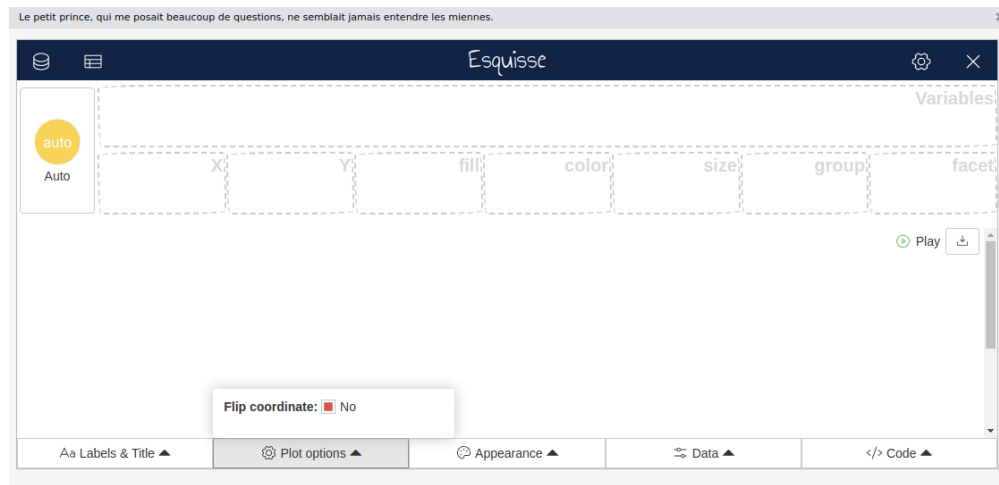 Le petit prince, qui me posait beaucoup de questions, ne semblait jamais entendre les miennes.
Esquisse
Variables
auto
Auto
X Y fill color size group facet
Play
Flip coordinate: No
Aa Labels & Title Plot options Appearance Data </> Code